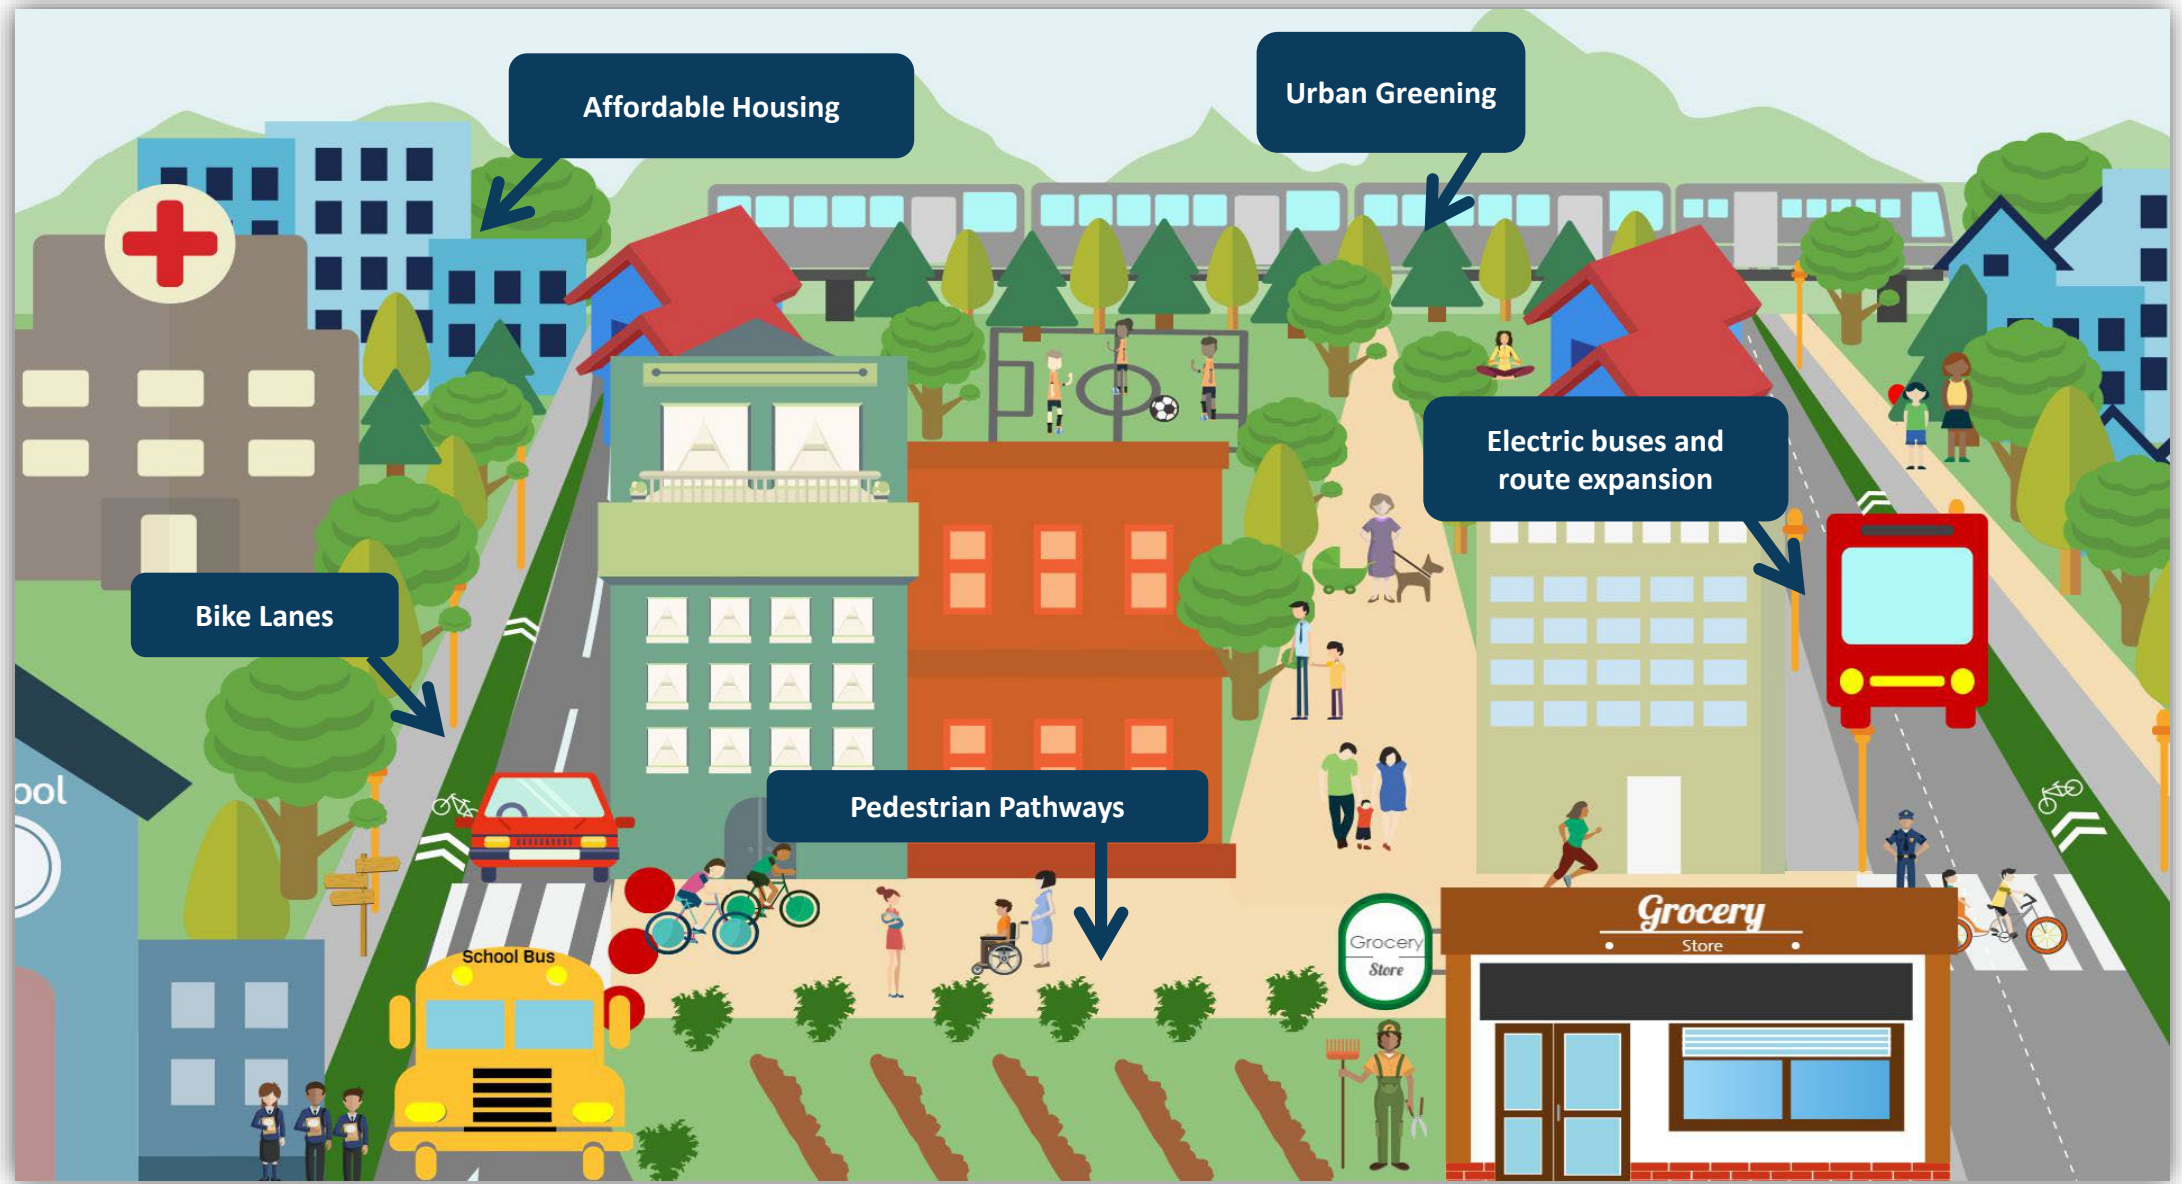 Affordable Housing
Urban Greening
Electric buses and
route expansion
Bike Lanes
ool
Pedestrian Pathways
School Bus
Grocery
Store
Grocery
Store